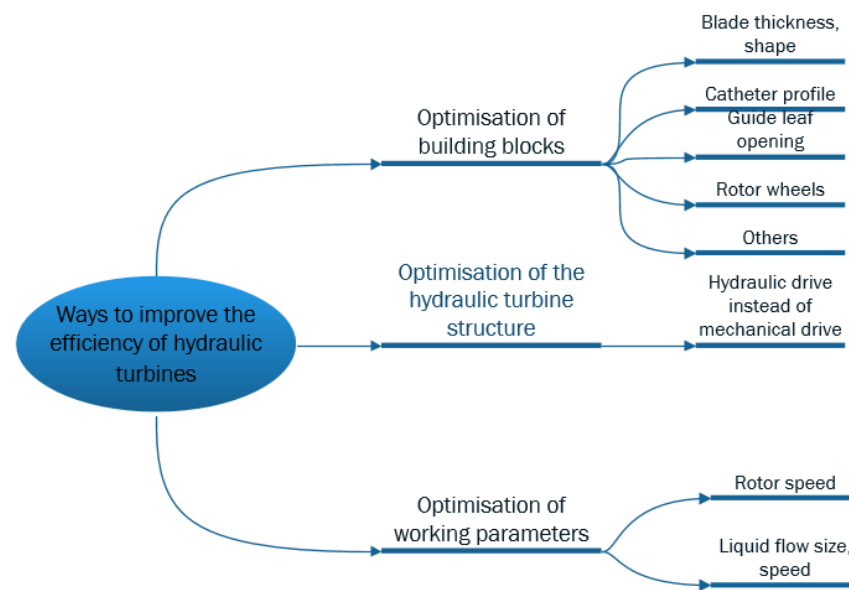 Ways to improve the
efficiency of hydraulic
turbines
Optimisation of
building blocks
Blade thickness,
shape
Catheter profile
Guide leaf
opening
Rotor wheels
Others
Optimisation of the
hydraulic turbine
structure
Hydraulic drive
instead of
mechanical drive
Optimisation of
working parameters
Rotor speed
Liquid flow size,
speed